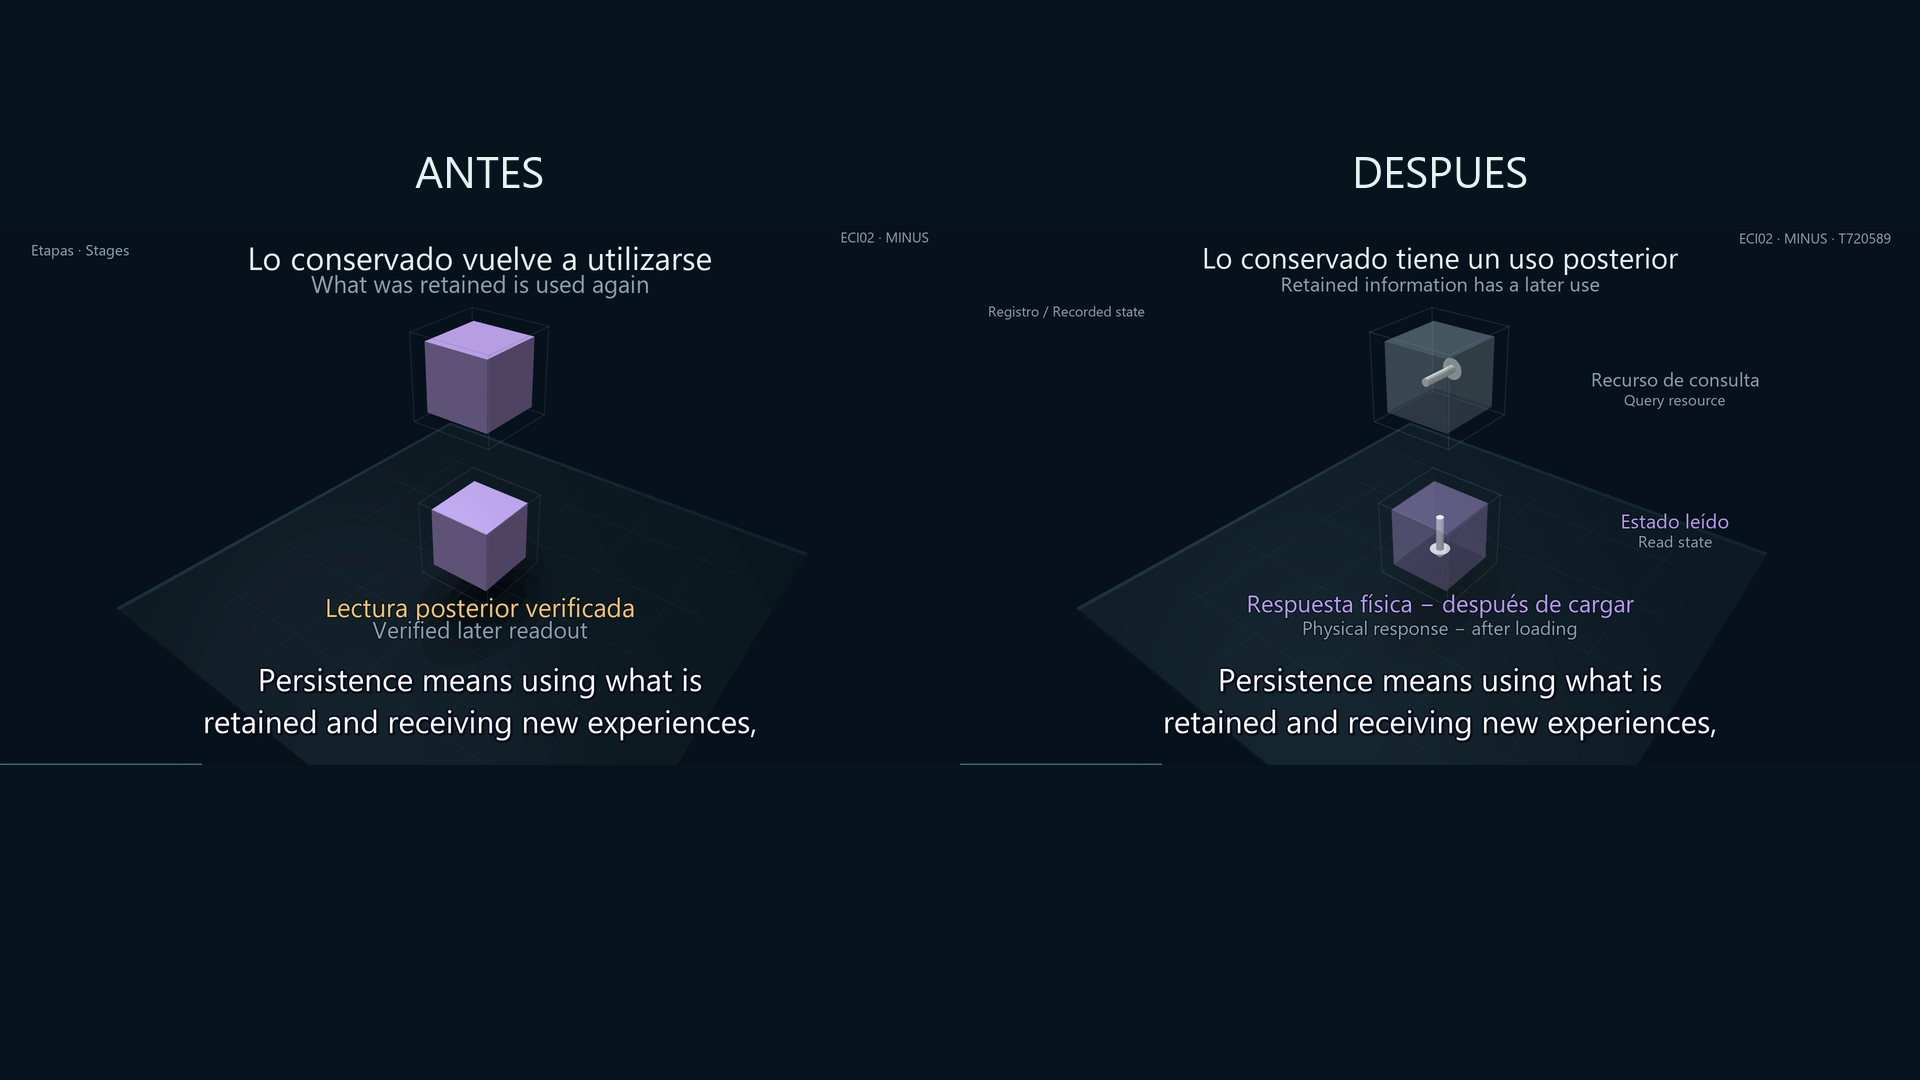 ANTES
Etapas · Stages
ECI02 · MINUS
Lo conservado vuelve a utilizarse
What was retained is used again
Lectura posterior verificada
Verified later readout
Persistence means using what is
retained and receiving new experiences,
DESPUES
ECI02 · MINUS · T720589
Lo conservado tiene un uso posterior
Retained information has a later use
Registro / Recorded state
Recurso de consulta
Query resource
Estado leído
Read state
Respuesta física – después de cargar
Physical response – after loading
Persistence means using what is
retained and receiving new experiences,